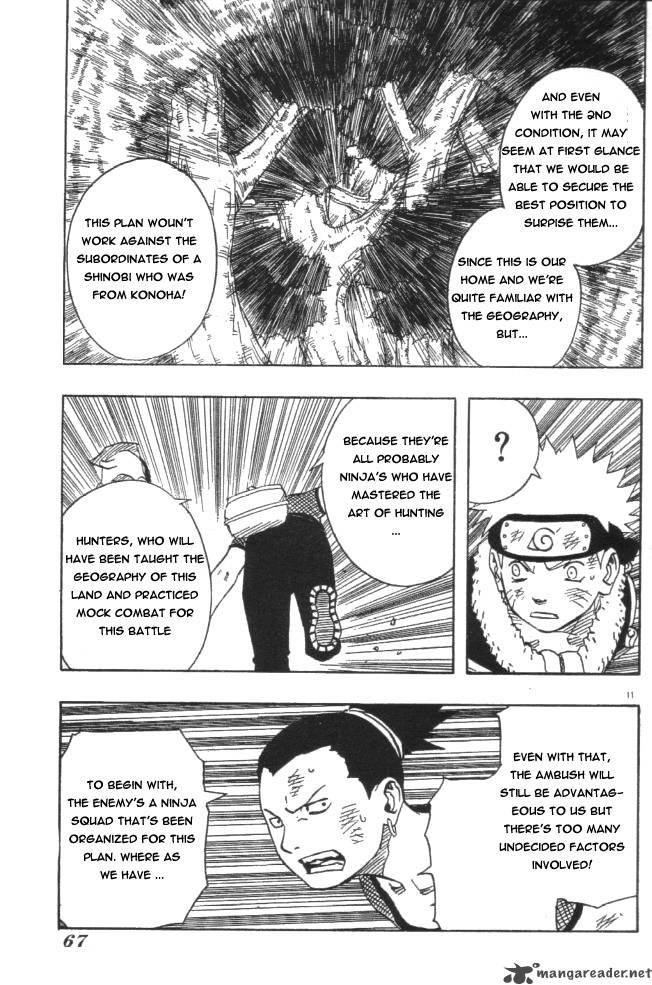 AND EVEN
WITH THE 2ND
CONDITION, IT MAY
SEEM AT FIRST GLANCE
THAT WE WOULD BE
ABLE TO SECURE THE
BEST POSITION TO
SURPISE THEM...
SINCE THIS IS OUR
HOME AND WE'RE
QUITE FAMILIAR WITH
THE GEOGRAPHY,
BUT...
THIS PLAN WOUN'T
WORK AGAINST THE
SUBORDINATES OF A
SHINOBI WHO WAS
FROM KONOHA!
?
BECAUSE THEY'RE
ALL PROBABLY
NINJA'S WHO HAVE
MASTERED THE
ART OF HUNTING
...
HUNTERS, WHO WILL
HAVE BEEN TAUGHT THE
GEOGRAPHY OF THIS
LAND AND PRACTICED
MOCK COMBAT FOR
THIS BATTLE
11
EVEN WITH THAT,
THE AMBUSH WILL
STILL BE ADVANTAG-
EOUS TO US BUT
THERE'S TOO MANY
UNDECIDED FACTORS
INVOLVED!
TO BEGIN WITH,
THE ENEMY'S A NINJA
SQUAD THAT'S BEEN
ORGANIZED FOR THIS
PLAN. WHERE AS
WE HAVE ...
67
mangareader.net